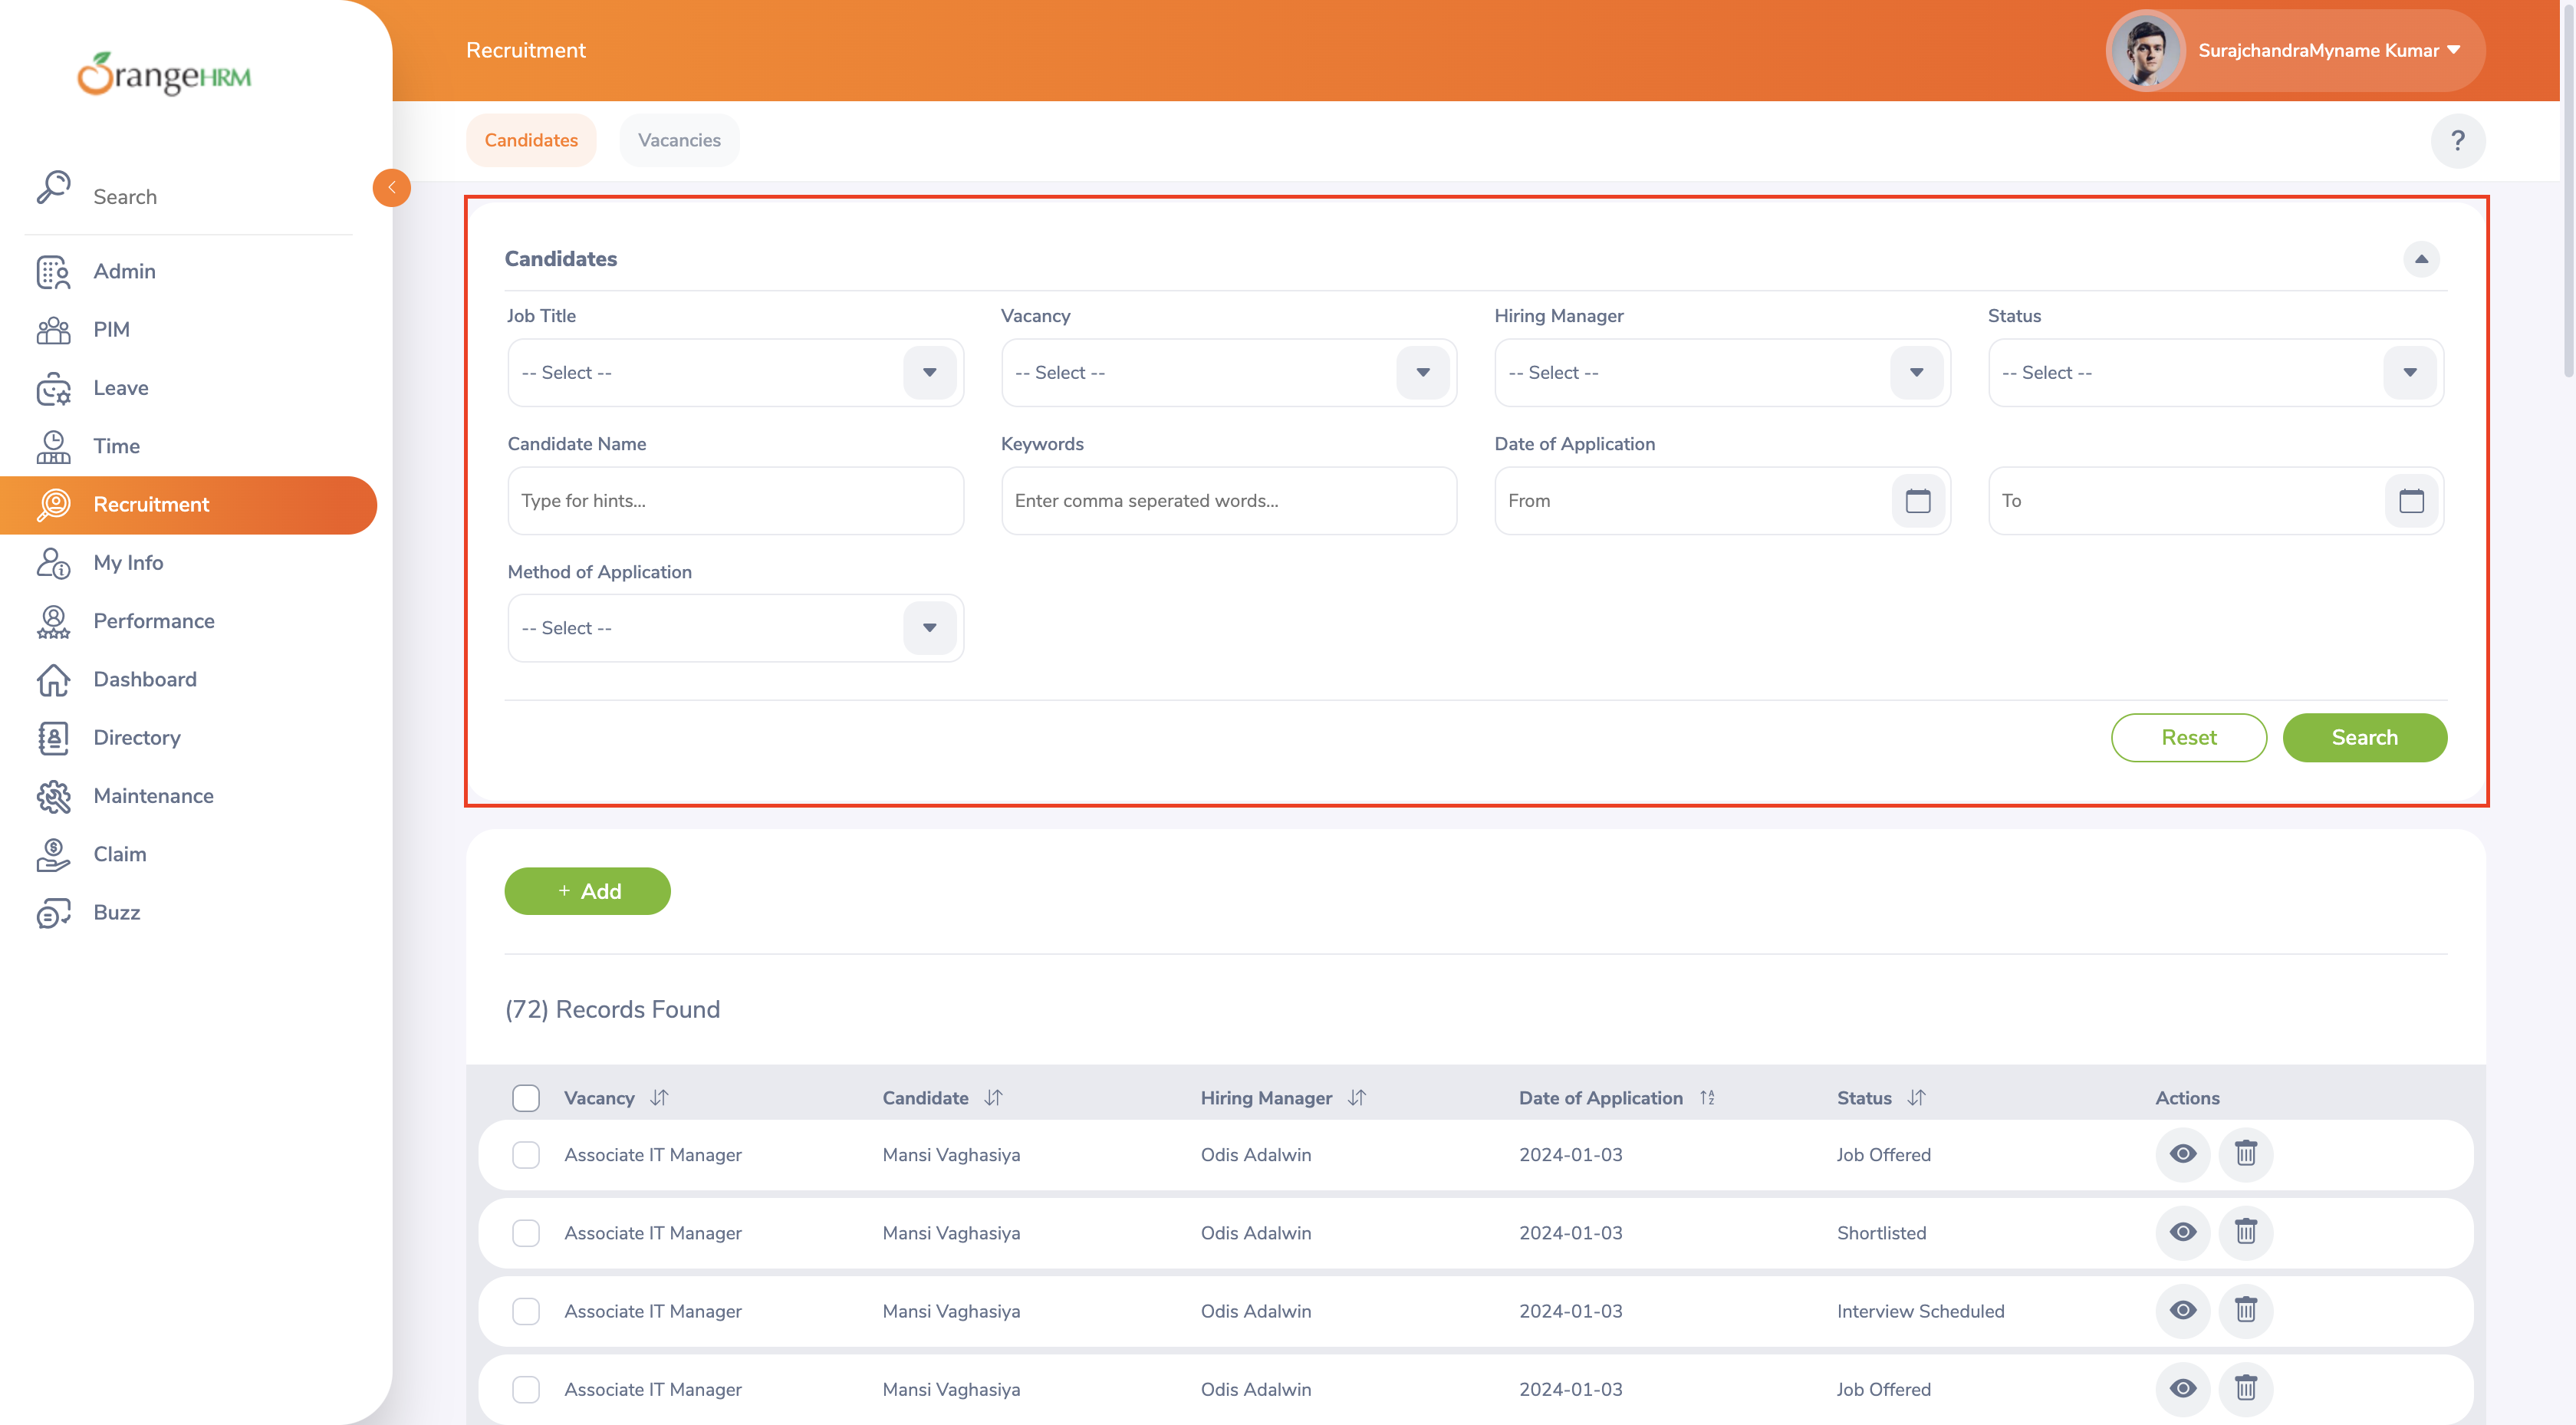 OrangeHRM
Recruitment
SurajchandraMyname Kumar
Candidates
Vacancies
?
Search
Admin
PIM
Leave
Time
Recruitment
My Info
Performance
Dashboard
Directory
Maintenance
Claim
Buzz
Candidates
Job Title
Vacancy
Hiring Manager
Status
-- Select --
-- Select --
-- Select --
-- Select --
Candidate Name
Keywords
Date of Application
Type for hints...
Enter comma seperated words...
From
To
Method of Application
-- Select --
Reset
Search
+ Add
(72) Records Found
Vacancy Candidate Hiring Manager Date of Application Status Actions
Associate IT Manager Mansi Vaghasiya Odis Adalwin 2024-01-03 Job Offered
Associate IT Manager Mansi Vaghasiya Odis Adalwin 2024-01-03 Shortlisted
Associate IT Manager Mansi Vaghasiya Odis Adalwin 2024-01-03 Interview Scheduled
Associate IT Manager Mansi Vaghasiya Odis Adalwin 2024-01-03 Job Offered